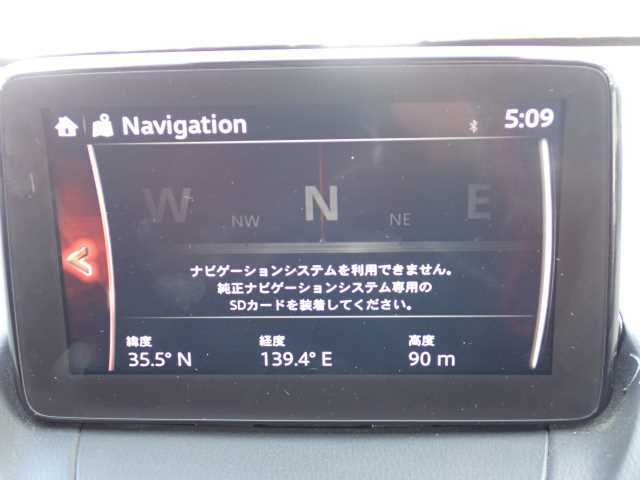 Navigation
5:09
W NW N NE E
ナビゲーションシステムを利用できません。
純正ナビゲーションシステム専用の
SDカードを装着してください。
緯度 経度 高度
35.5° N 139.4° E 90 m